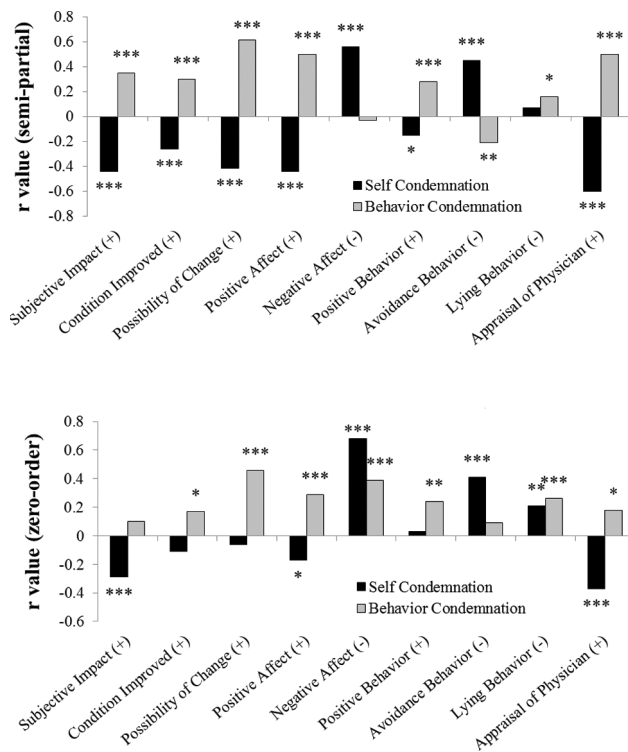 0.8
0.6
0.4
0.2
0
-0.2
-0.4
-0.6
-0.8
r value (semi-partial)
*** *** *** *** *** *** *** * ***
*** *** *** *** * ** ***
Self Condemnation
Behavior Condemnation
Subjective Impact (+)
Condition Improved (+)
Possibility of Change (+)
Positive Affect (+)
Negative Affect (-)
Positive Behavior (+)
Avoidance Behavior (-)
Lying Behavior (-)
Appraisal of Physician (+)
0.8
0.6
0.4
0.2
0
-0.2
-0.4
-0.6
r value (zero-order)
* *** *** *** *** ** *** ** *** *
*** * ***
Self Condemnation
Behavior Condemnation
Subjective Impact (+)
Condition Improved (+)
Possibility of Change (+)
Positive Affect (+)
Negative Affect (-)
Positive Behavior (+)
Avoidance Behavior (-)
Lying Behavior (-)
Appraisal of Physician (+)